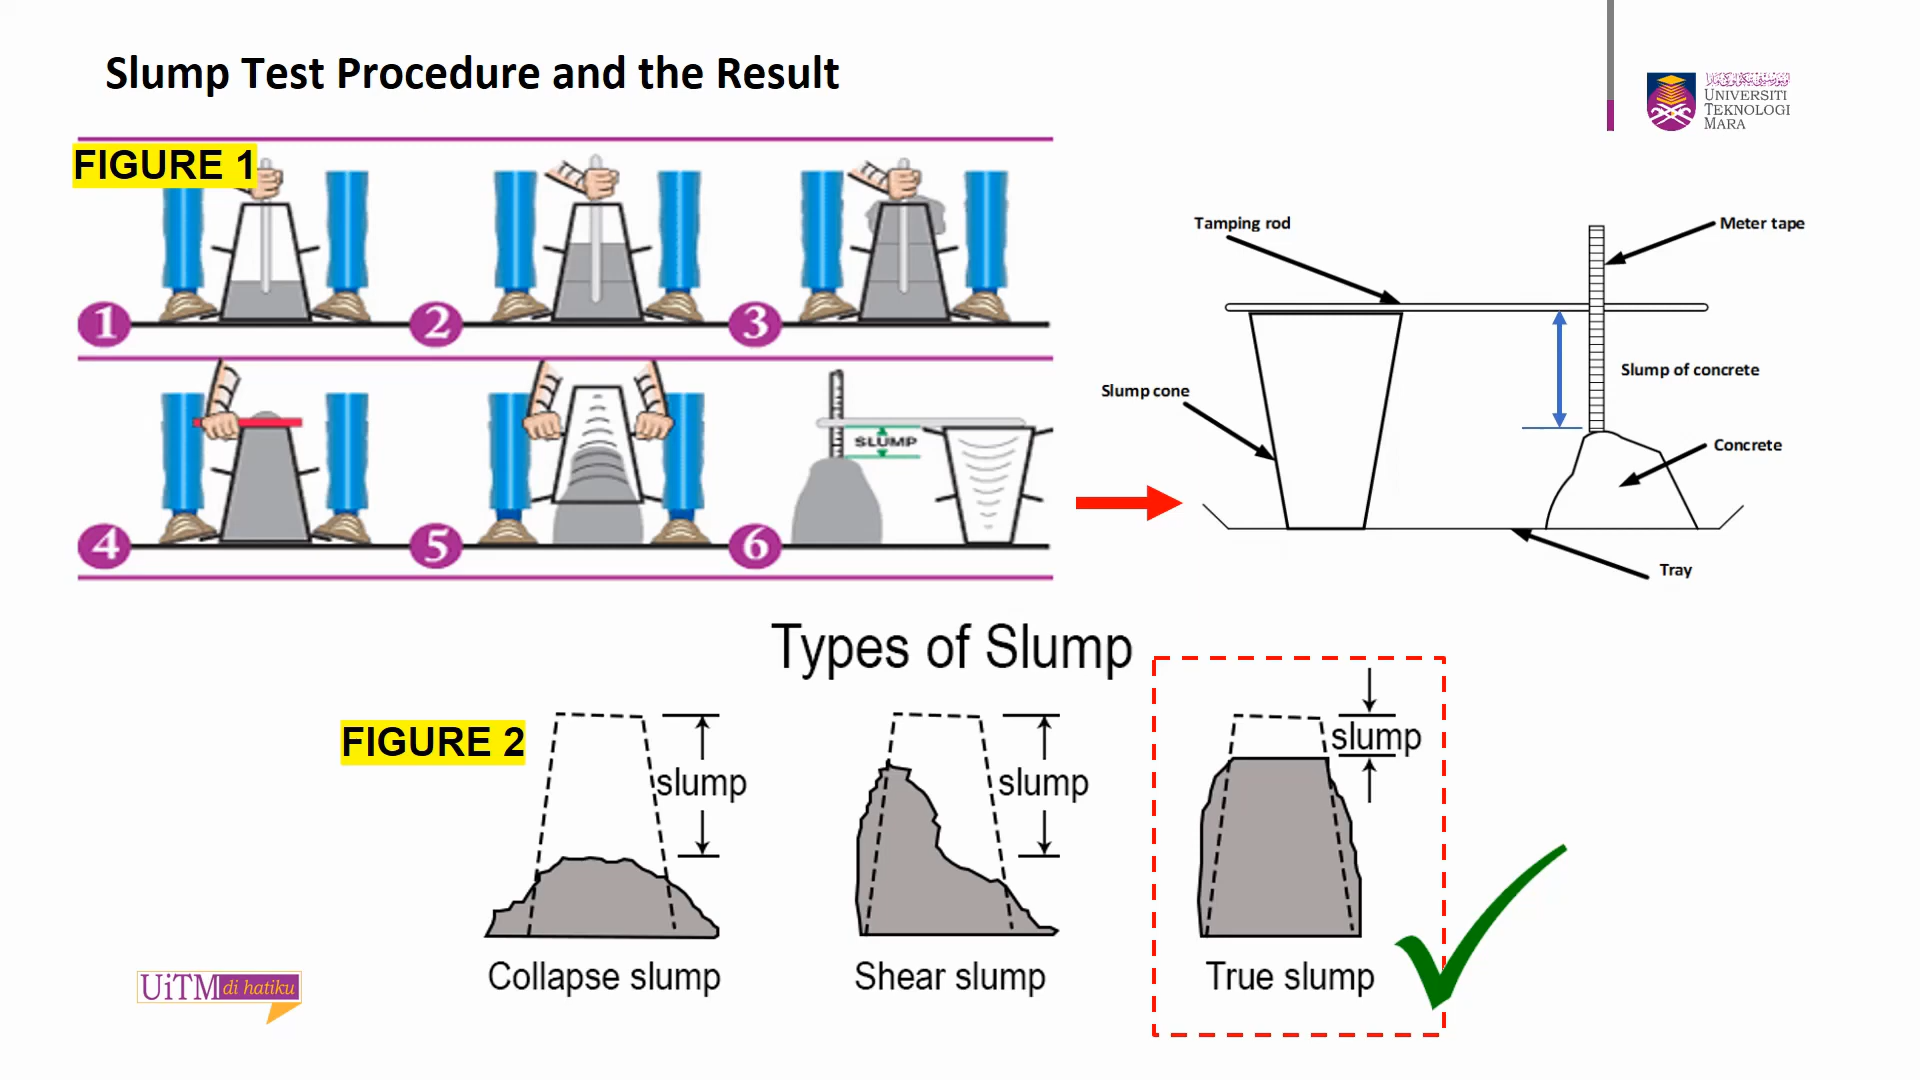 Slump Test Procedure and the Result
UNIVERSITI
TEKNOLOGI
MARA
FIGURE 1
1
2
3
4
5
6
SLUMP
Tamping rod
Meter tape
Slump of concrete
Slump cone
Concrete
Tray
Types of Slump
FIGURE 2
slump
slump
slump
Collapse slump
Shear slump
True slump
UiTM di hatiku